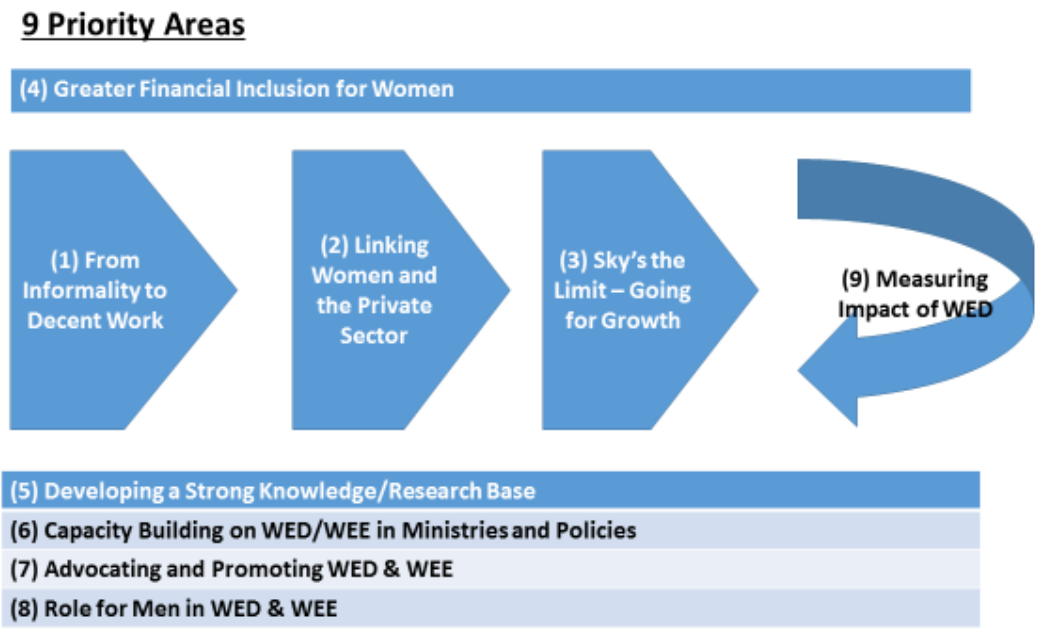 9 Priority Areas
(4) Greater Financial Inclusion for Women
(1) From
Informality to
Decent Work
(2) Linking
Women and
the Private
Sector
(3) Sky’s the
Limit – Going
for Growth
(9) Measuring
Impact of WED
(5) Developing a Strong Knowledge/Research Base
(6) Capacity Building on WED/WEE in Ministries and Policies
(7) Advocating and Promoting WED & WEE
(8) Role for Men in WED & WEE